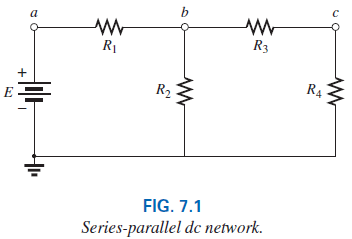 a b c
R1 R3
+
E
R2 R4
−
FIG. 7.1
Series-parallel dc network.